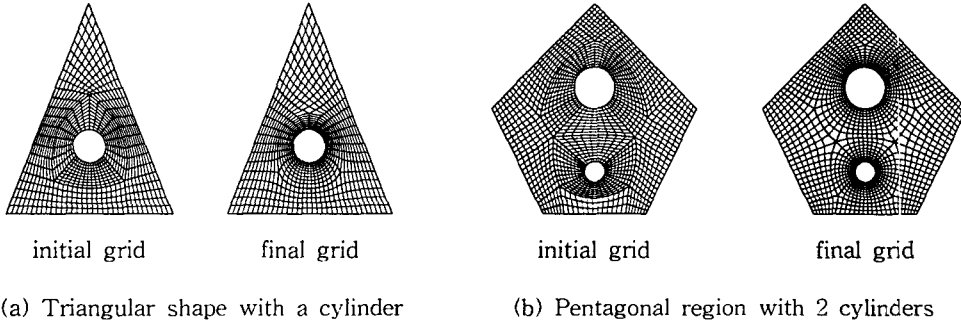 initial grid
final grid
initial grid
final grid
(a) Triangular shape with a cylinder
(b) Pentagonal region with 2 cylinders